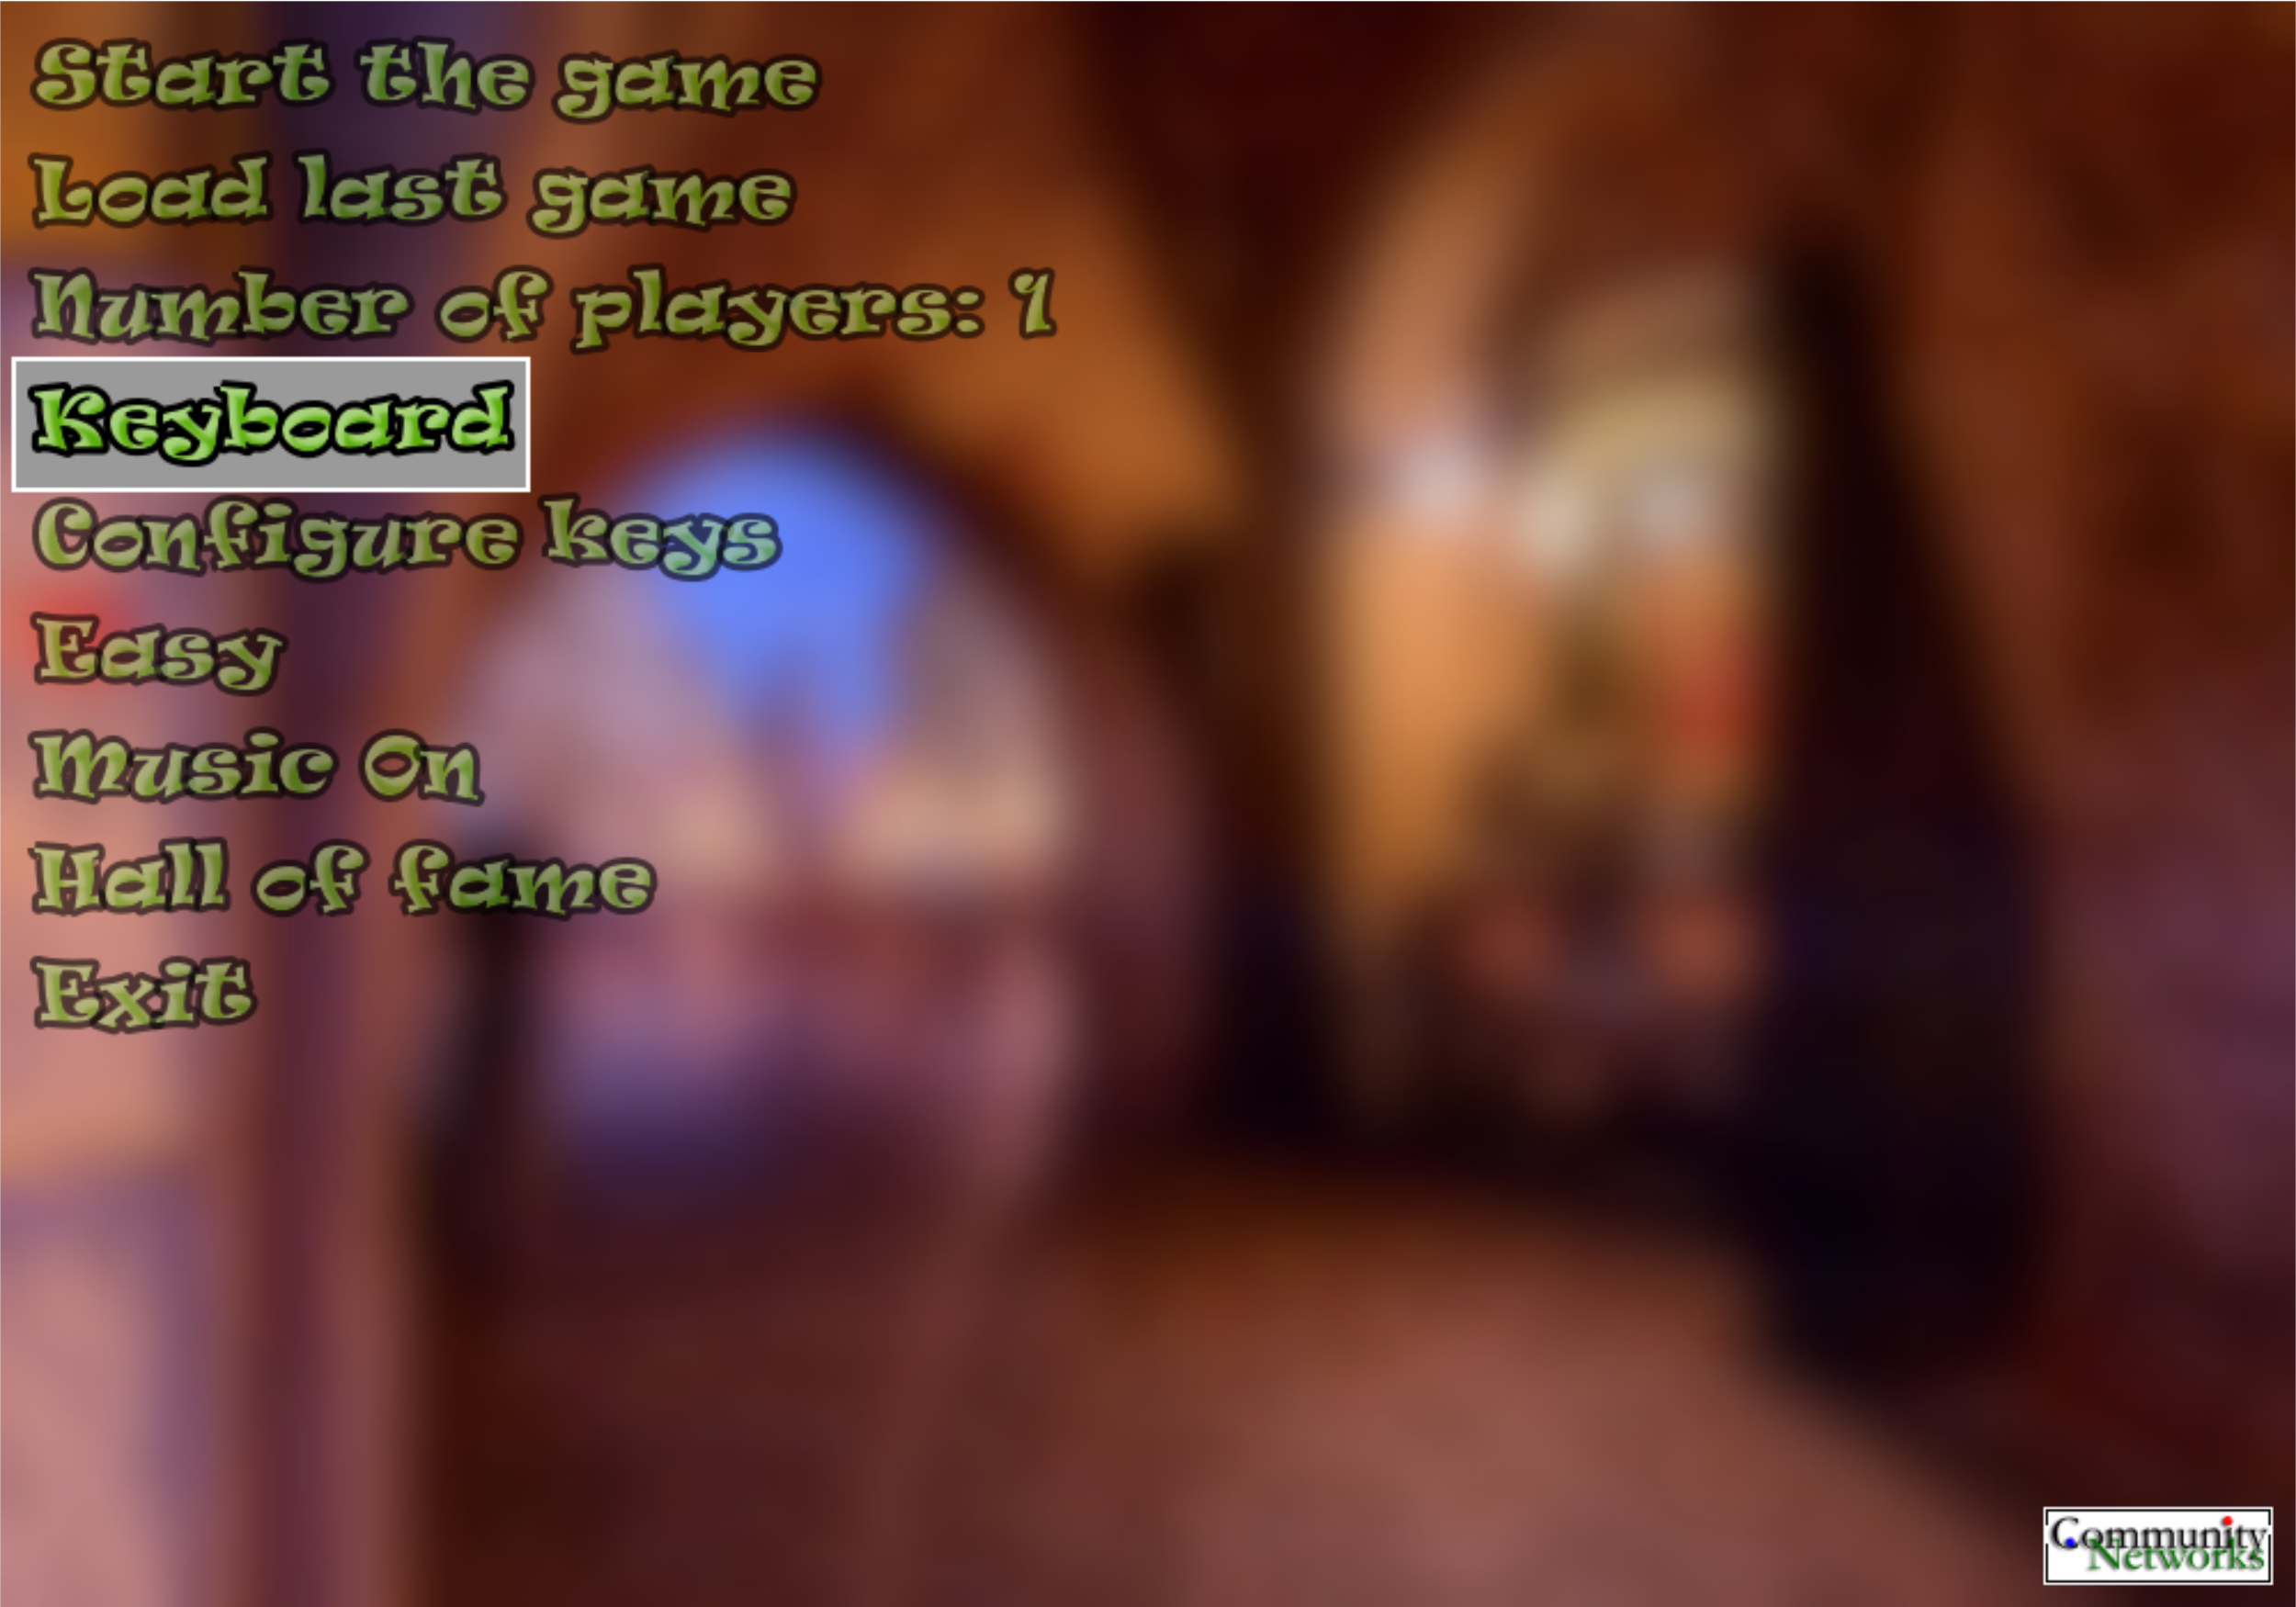 Start the game
Load last game
Number of players: 1
Keyboard
Configure keys
Easy
Music On
Hall of fame
Exit
Community
Networks